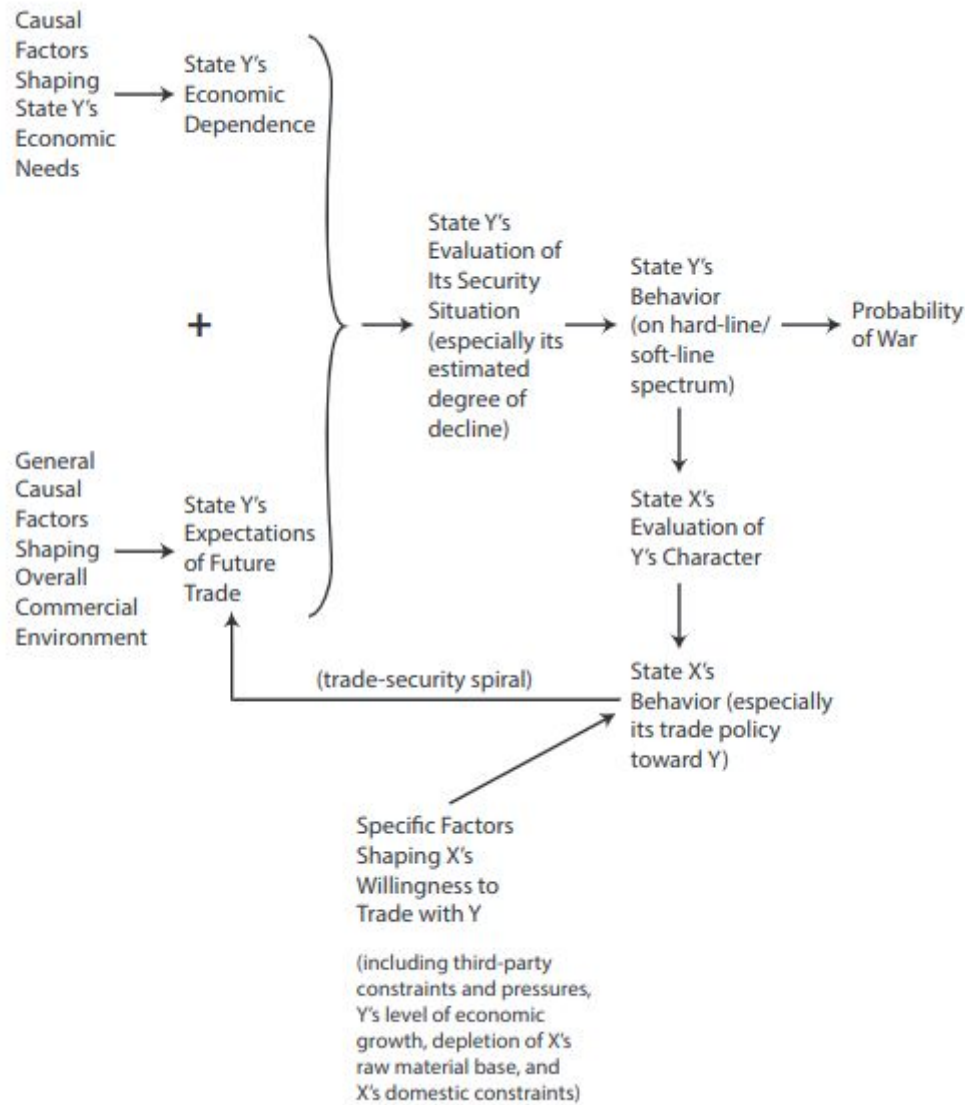 Causal
Factors
Shaping
State Y's
Economic
Needs
State Y's
Economic
Dependence
+
General
Causal
Factors
Shaping
Overall
Commercial
Environment
State Y's
Expectations
of Future
Trade
State Y's
Evaluation of
Its Security
Situation
(especially its
estimated
degree of
decline)
State Y's
Behavior
(on hard-line/
soft-line
spectrum)
Probability
of War
State X's
Evaluation of
Y's Character
State X's
Behavior (especially
its trade policy
toward Y)
(trade-security spiral)
Specific Factors
Shaping X's
Willingness to
Trade with Y
(including third-party
constraints and pressures,
Y's level of economic
growth, depletion of X's
raw material base, and
X's domestic constraints)